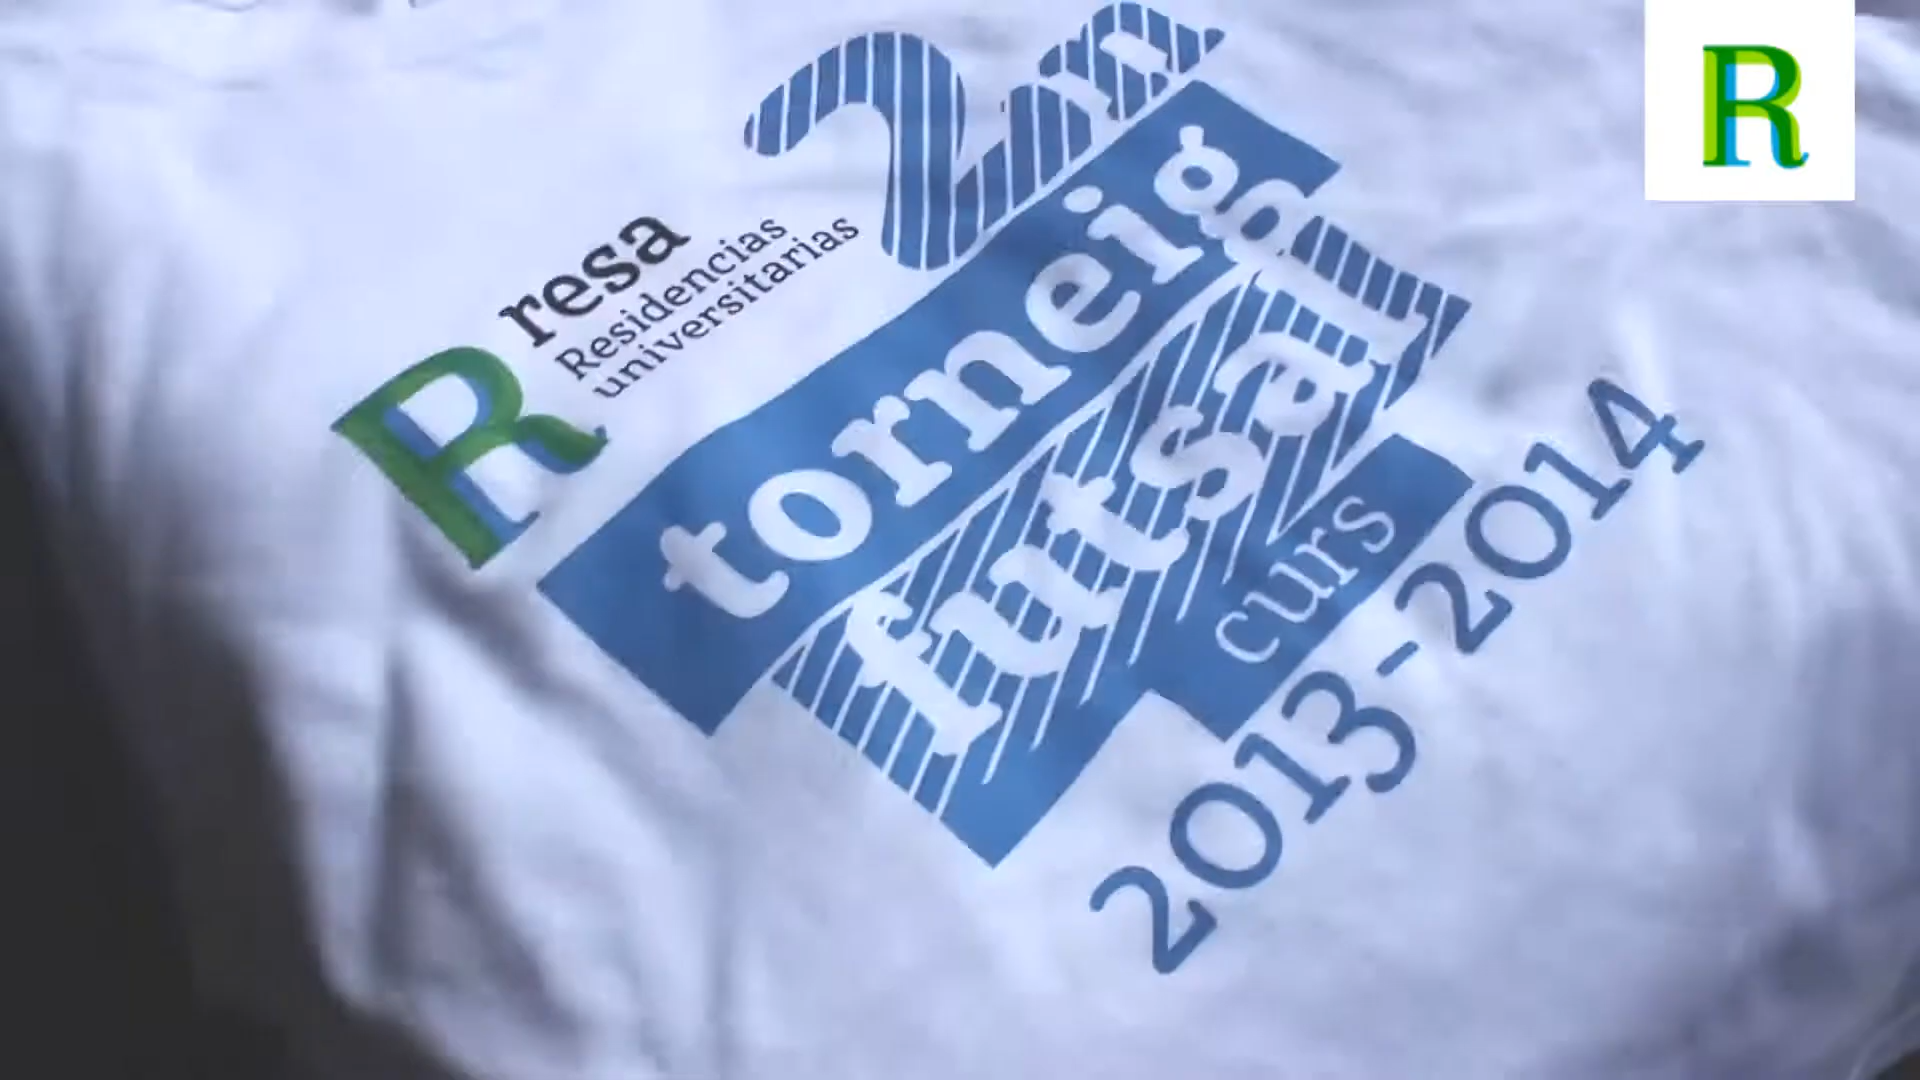 R
resa
Residencias
universitarias
2n
torneig
futsal
curs
2013-2014
R